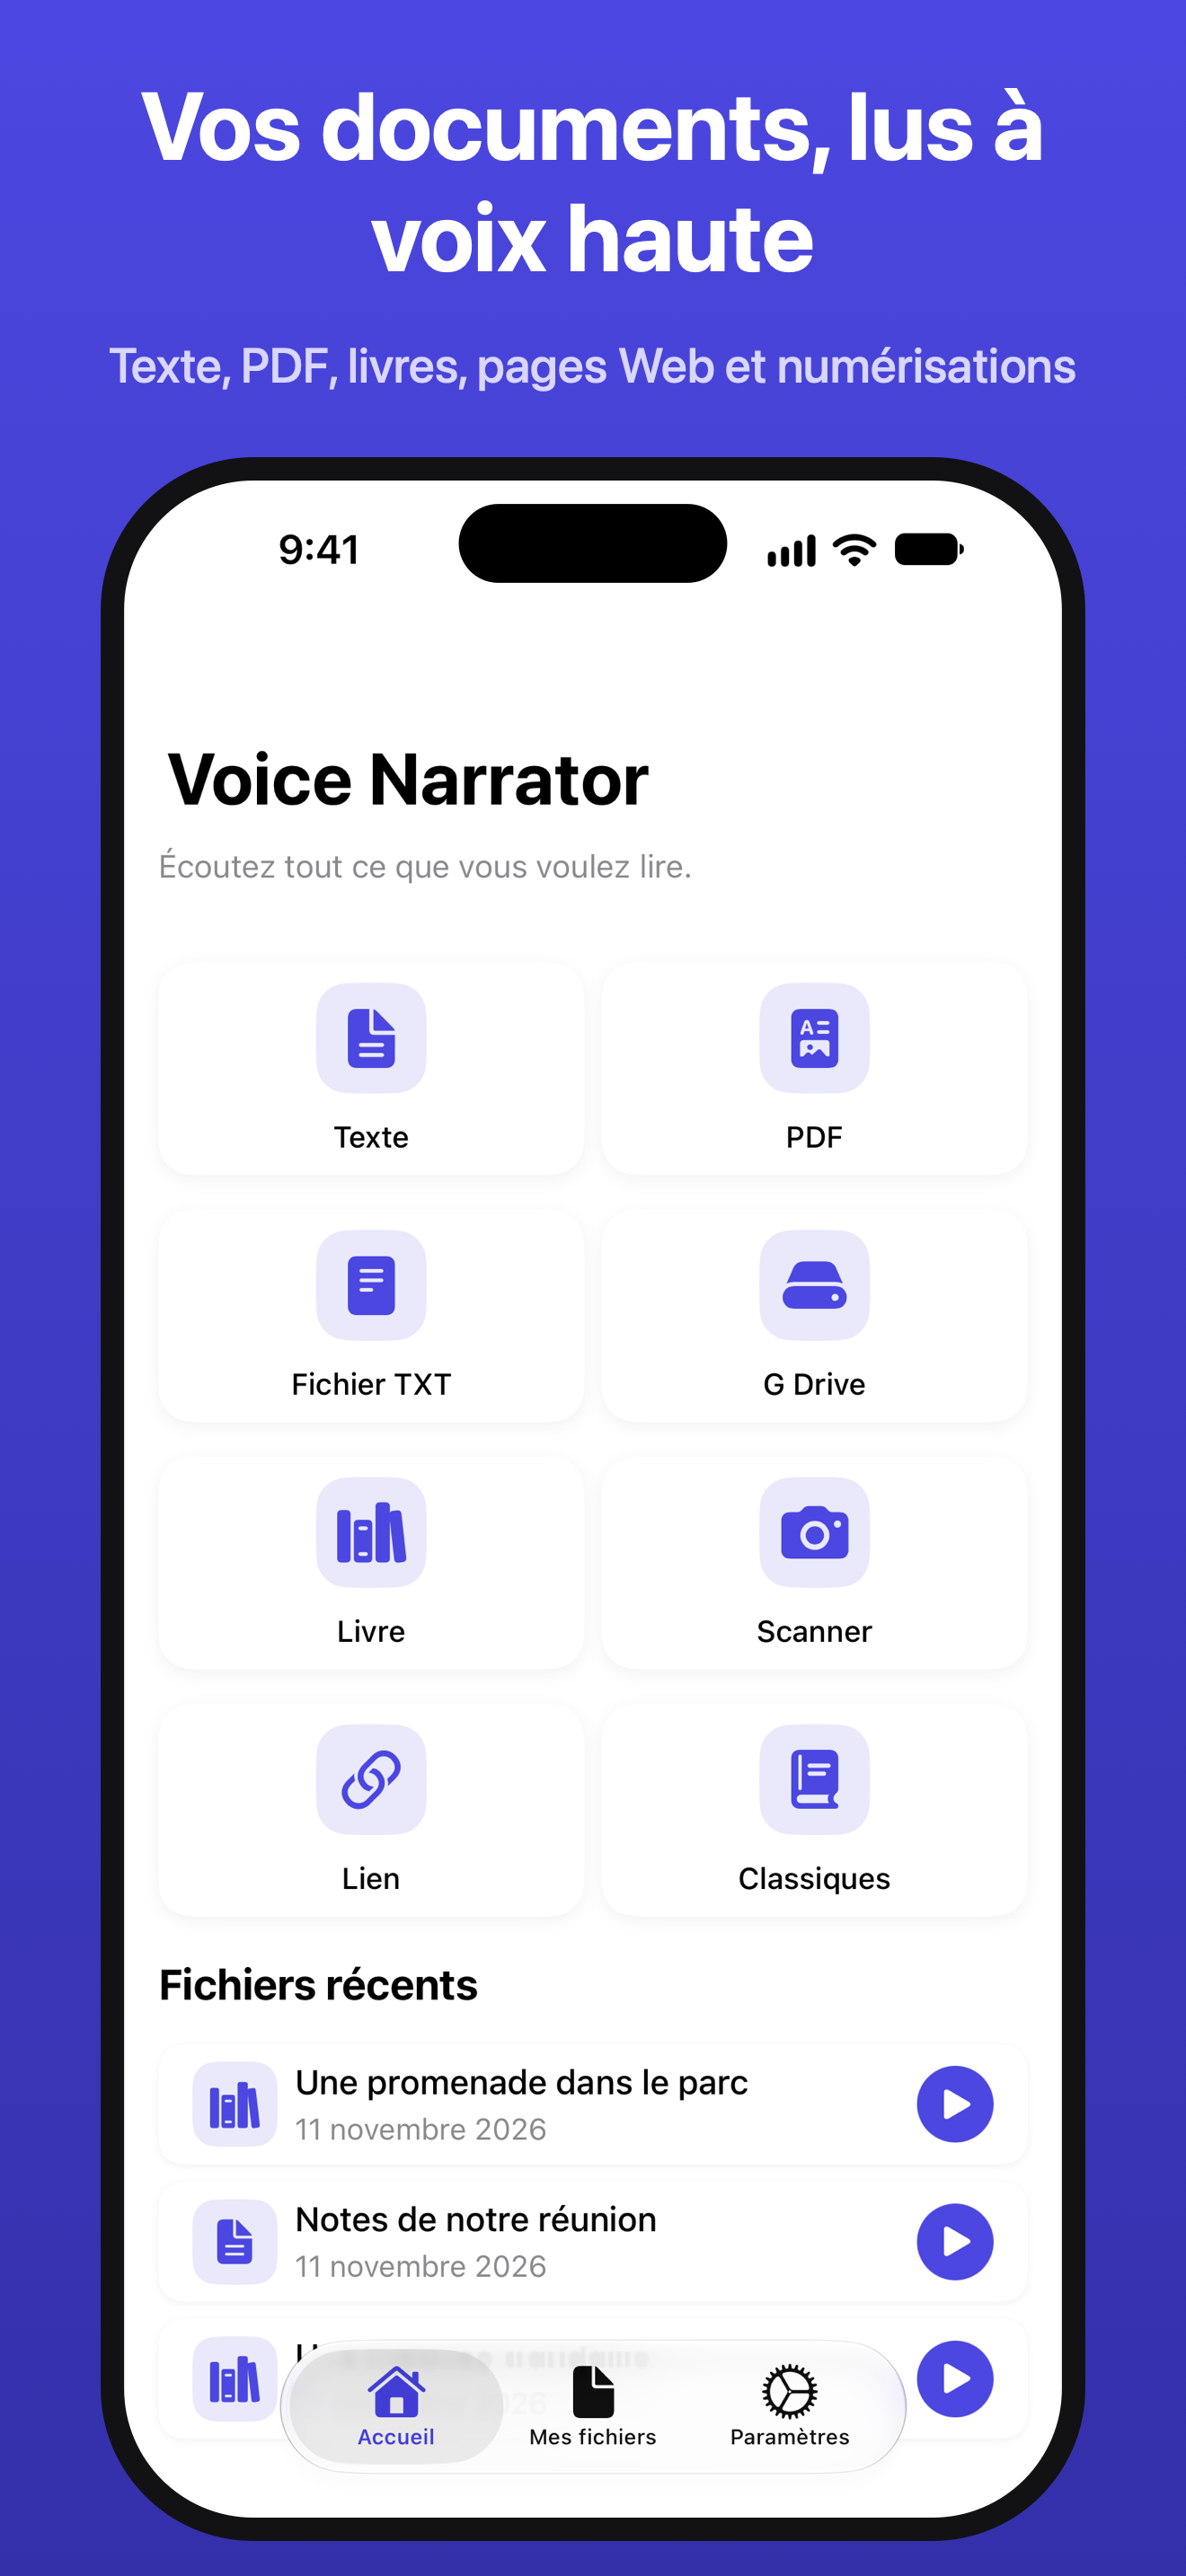 Vos documents, lus à
voix haute
Texte, PDF, livres, pages Web et numérisations
9:41
Voice Narrator
Écoutez tout ce que vous voulez lire.
Texte
PDF
Fichier TXT
G Drive
Livre
Scanner
Lien
Classiques
Fichiers récents
Une promenade dans le parc
11 novembre 2026
Notes de notre réunion
11 novembre 2026
Accueil
Mes fichiers
Paramètres